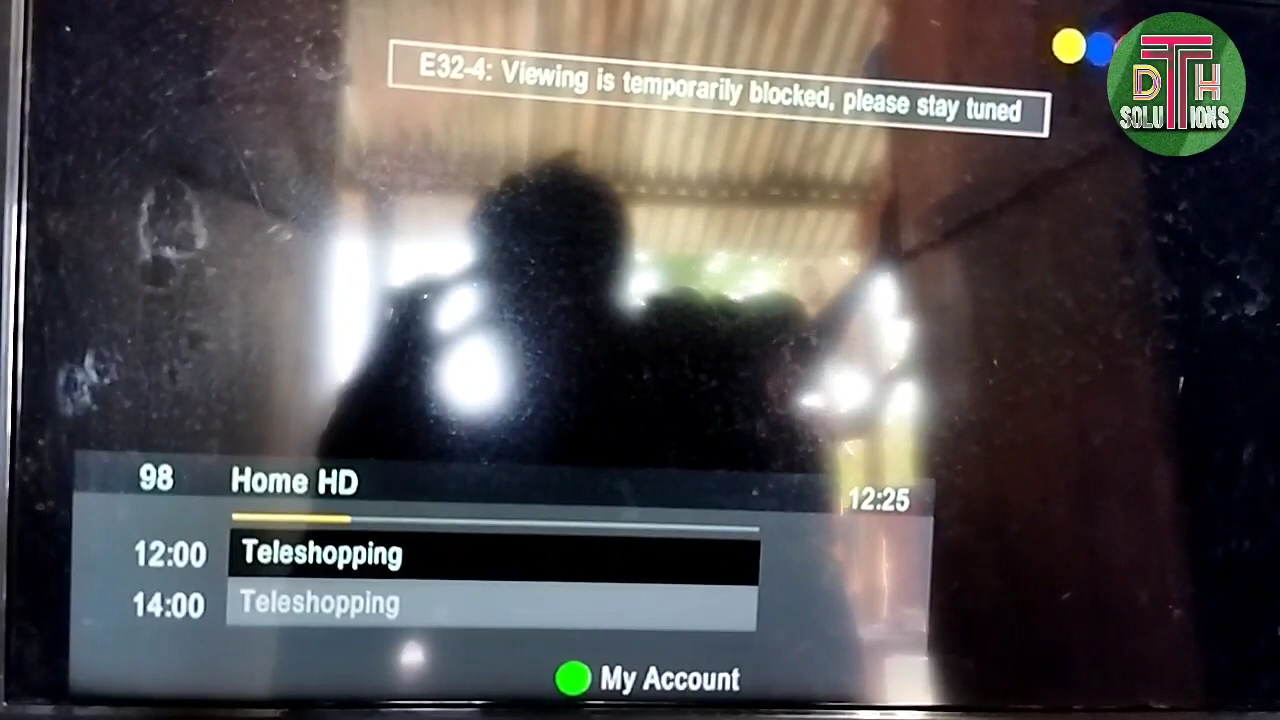 E32-4: Viewing is temporarily blocked, please stay tuned
DTH
SOLUTIONS
98 Home HD
12:25
12:00 Teleshopping
14:00 Teleshopping
My Account